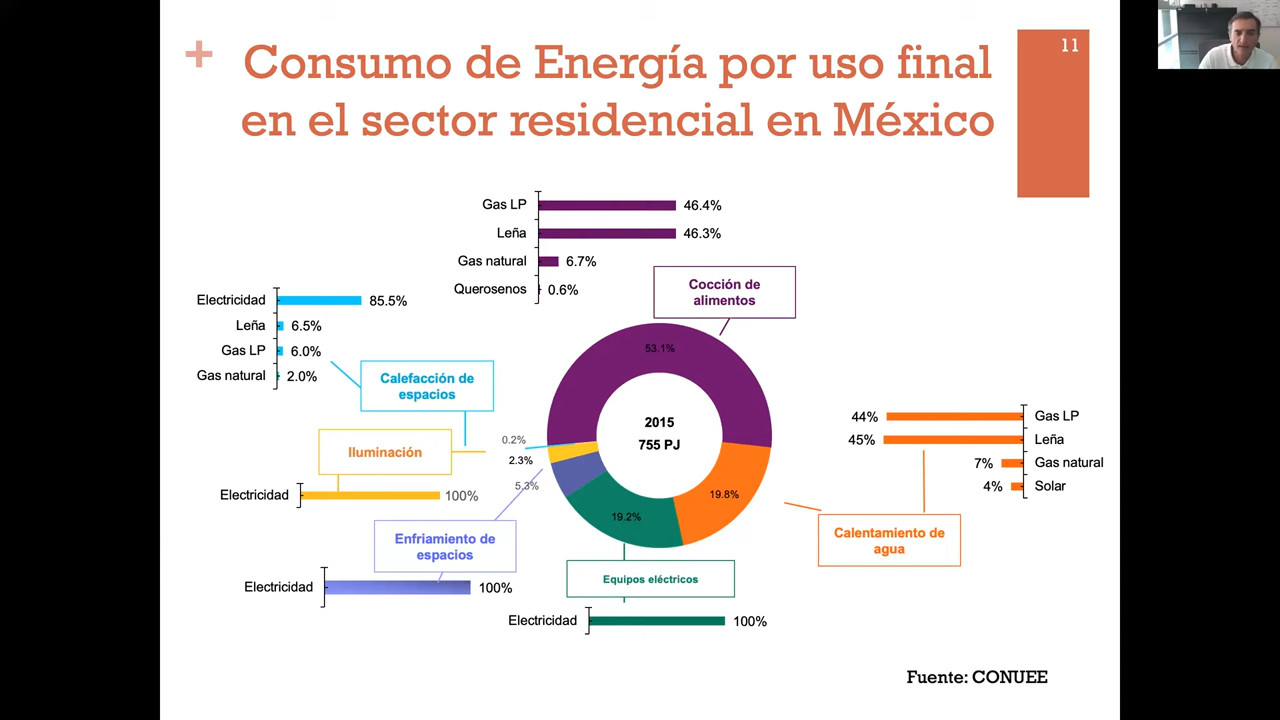 11
+ Consumo de Energía por uso final
en el sector residencial en México
Gas LP 46.4%
Leña 46.3%
Gas natural 6.7%
Querosenos 0.6%
Cocción de
alimentos
Electricidad 85.5%
Leña 6.5%
Gas LP 6.0%
Gas natural 2.0%
Calefacción de
espacios
53.1%
2015
755 PJ
44% Gas LP
45% Leña
7% Gas natural
4% Solar
Calentamiento de
agua
19.8%
0.2%
2.3%
5.3%
19.2%
Iluminación
Electricidad 100%
Enfriamiento de
espacios
Electricidad 100%
Equipos eléctricos
Electricidad 100%
Fuente: CONUEE